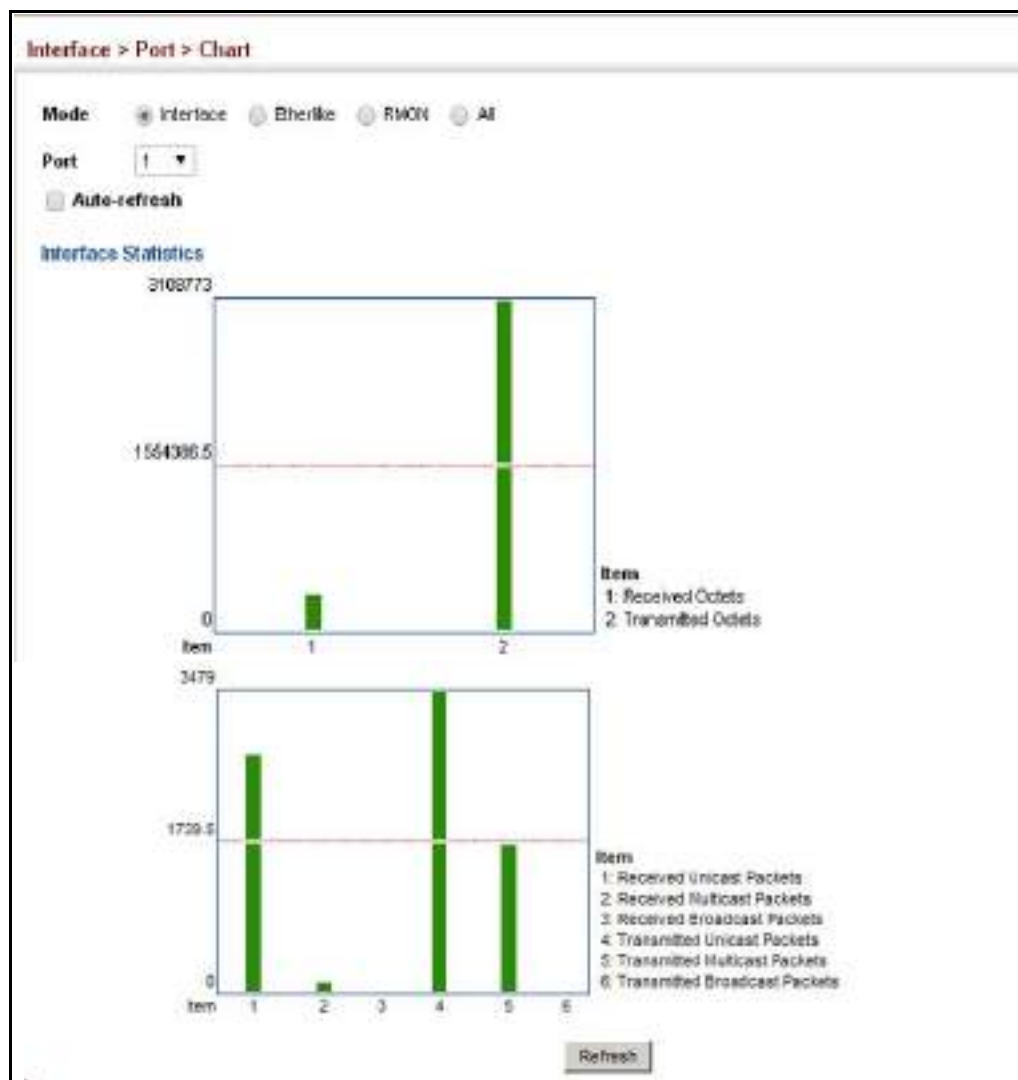 Interface > Port > Chart
Mode Interface Etherlike RMON All
Port 1
Auto-refresh
Interface Statistics
3108773
1554386.5
0
Item 1 2
Item
1: Received Octets
2: Transmitted Octets
3479
1739.5
0
Item 1 2 3 4 5 6
Item
1: Received Unicast Packets
2: Received Multicast Packets
3: Received Broadcast Packets
4: Transmitted Unicast Packets
5: Transmitted Multicast Packets
6: Transmitted Broadcast Packets
Refresh